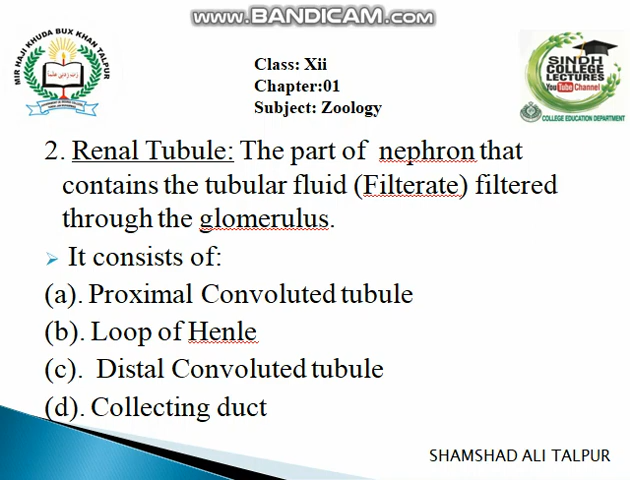 www.BANDICAM.com
MIR HAJI KHUDA BUX KHAN TALPUR
Class: Xii
Chapter:01
Subject: Zoology
SINDH
COLLEGE
LECTURES
YouTube Channel
COLLEGE EDUCATION DEPARTMENT
2. Renal Tubule: The part of nephron that
contains the tubular fluid (Filterate) filtered
through the glomerulus.
It consists of:
(a). Proximal Convoluted tubule
(b). Loop of Henle
(c). Distal Convoluted tubule
(d). Collecting duct
SHAMSHAD ALI TALPUR